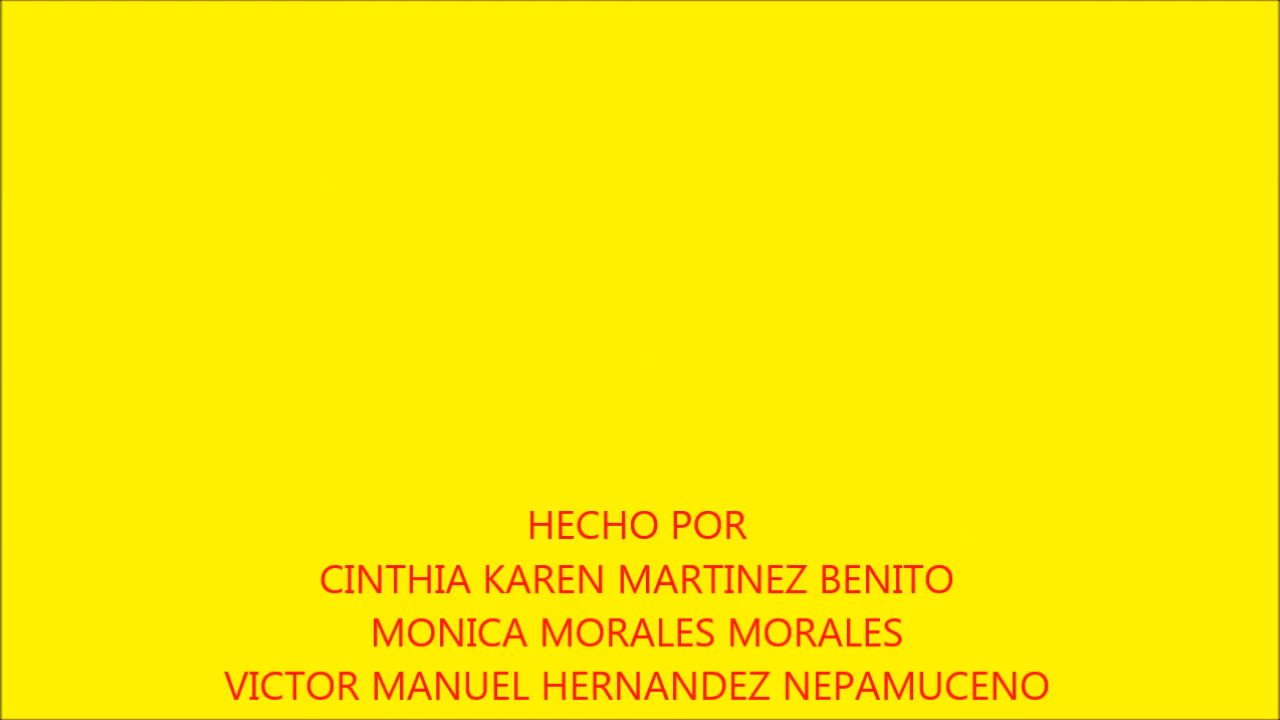 HECHO POR
CINTHIA KAREN MARTINEZ BENITO
MONICA MORALES MORALES
VICTOR MANUEL HERNANDEZ NEPAMUCENO